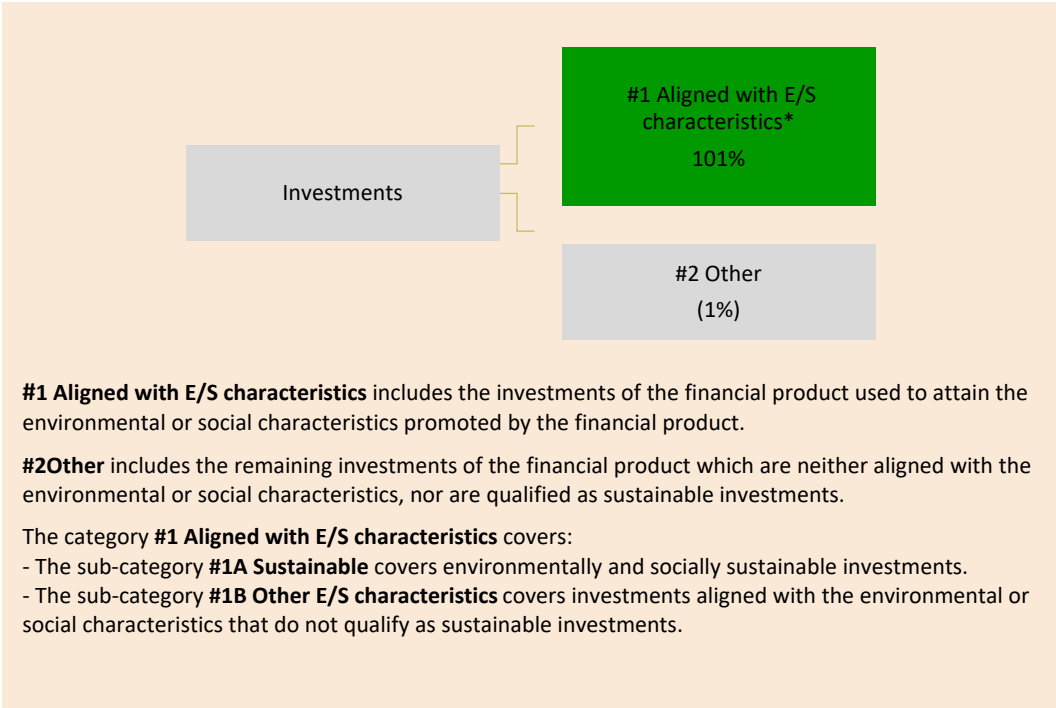 #1 Aligned with E/S
characteristics*
101%
Investments
#2 Other
(1%)
#1 Aligned with E/S characteristics includes the investments of the financial product used to attain the
environmental or social characteristics promoted by the financial product.
#2Other includes the remaining investments of the financial product which are neither aligned with the
environmental or social characteristics, nor are qualified as sustainable investments.
The category #1 Aligned with E/S characteristics covers:
- The sub-category #1A Sustainable covers environmentally and socially sustainable investments.
- The sub-category #1B Other E/S characteristics covers investments aligned with the environmental or
social characteristics that do not qualify as sustainable investments.